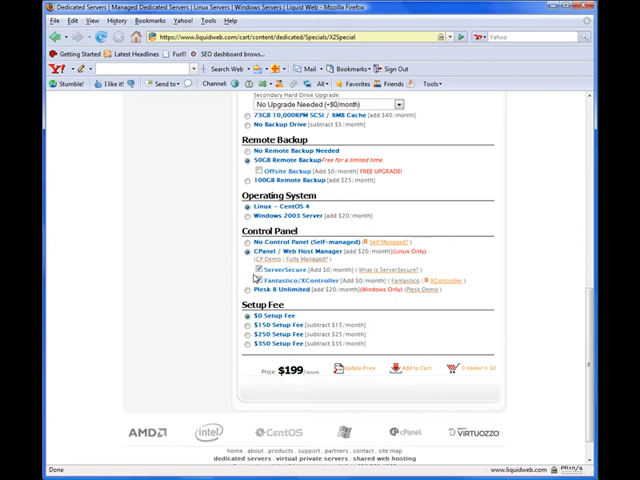 Dedicated Servers | Managed Dedicated Servers | Linux Servers | Windows Servers | Liquid Web - Mozilla Firefox
File Edit View History Bookmarks Yahoo! Tools Help
https://www.liquidweb.com/cart/content/dedicated/Specials/X2Special
Yahoo
Getting Started Latest Headlines Furl! SEO dashboard brows...
Y! Search Web Mail Bookmarks Sign Out
Stumble! I like it! Send to Channel: All Favorites Friends Tools
Secondary Hard Drive Upgrade:
No Upgrade Needed (+$0/month)
73GB 10,000RPM SCSI / 8MB Cache [add $40/month]
No Backup Drive [subtract $5/month]
Remote Backup
No Remote Backup Needed
50GB Remote Backup Free for a limited time.
Offsite Backup [Add $0/month] FREE UPGRADE!
100GB Remote Backup [add $25/month]
Operating System
Linux - CentOS 4
Windows 2003 Server [add $20/month]
Control Panel
No Control Panel (Self-managed) ( Self Managed? )
CPanel / Web Host Manager [add $20/month](Linux Only)
(CP Demo | Fully Managed?)
ServerSecure [Add $0/month] (What is ServerSecure?)
Fantastico/XController [Add $0/month] ( Fantastico | XController )
Plesk 8 Unlimited [add $20/month](Windows Only) (Plesk Demo)
Setup Fee
$0 Setup Fee
$150 Setup Fee [subtract $15/month]
$250 Setup Fee [subtract $25/month]
$350 Setup Fee [subtract $35/month]
Price: $199 /month Update Price Add to Cart 0 item(s) = $0
AMD intel CentOS cPanel VIRTUOZZO
home . about . products . support . partners . contact . site map
dedicated servers . virtual private servers . shared web hosting
Done www.liquidweb.com